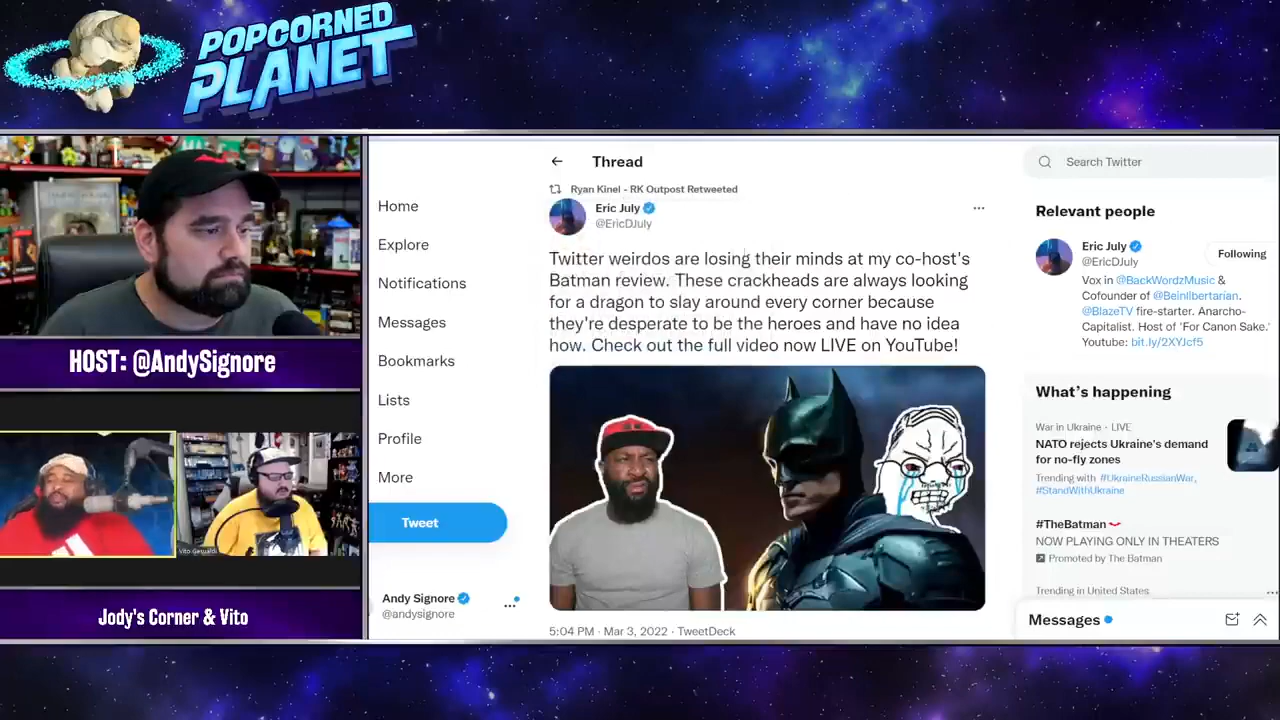 POPCORNED
PLANET
HOST: @AndySignore
Vito Gesualdi
Jody's Corner & Vito
Home
Explore
Notifications
Messages
Bookmarks
Lists
Profile
More
Tweet
Andy Signore
@andysignore
Thread
Ryan Kinel - RK Outpost Retweeted
Eric July
@EricDJuly
Twitter weirdos are losing their minds at my co-host's
Batman review. These crackheads are always looking
for a dragon to slay around every corner because
they're desperate to be the heroes and have no idea
how. Check out the full video now LIVE on YouTube!
5:04 PM · Mar 3, 2022 · TweetDeck
Search Twitter
Relevant people
Eric July
@EricDJuly
Following
Vox in @BackWordzMusic &
Cofounder of @BeinIbertarian.
@BlazeTV fire-starter. Anarcho-
Capitalist. Host of 'For Canon Sake.'
Youtube: bit.ly/2XYJcf5
What's happening
War in Ukraine · LIVE
NATO rejects Ukraine's demand
for no-fly zones
Trending with #UkraineRussianWar,
#StandWithUkraine
#TheBatman
NOW PLAYING ONLY IN THEATERS
Promoted by The Batman
Trending in United States
Messages